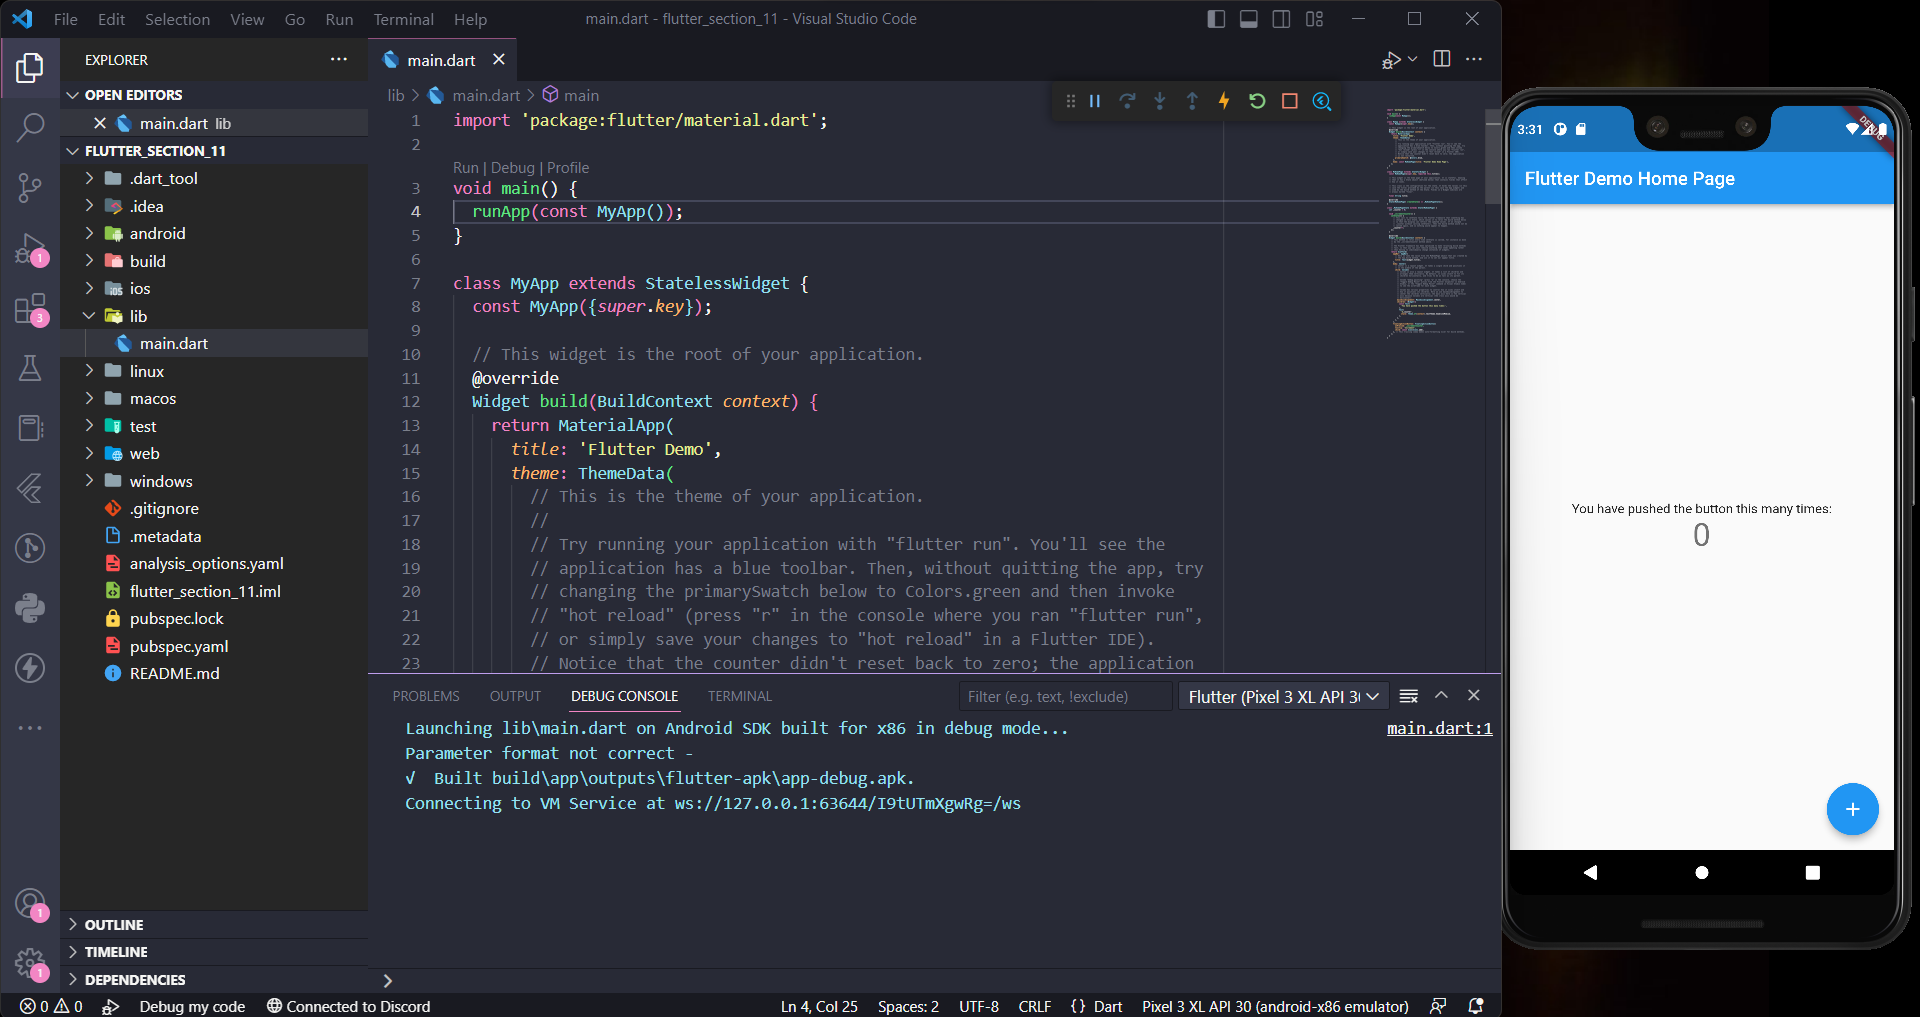 File Edit Selection View Go Run Terminal Help
main.dart - flutter_section_11 - Visual Studio Code
EXPLORER
OPEN EDITORS
main.dart lib
FLUTTER_SECTION_11
.dart_tool
.idea
android
build
ios
lib
main.dart
linux
macos
test
web
windows
.gitignore
.metadata
analysis_options.yaml
flutter_section_11.iml
pubspec.lock
pubspec.yaml
README.md
OUTLINE
TIMELINE
DEPENDENCIES
1
3
1
1
main.dart
lib > main.dart > main
1 import 'package:flutter/material.dart';
2
Run | Debug | Profile
3 void main() {
4 runApp(const MyApp());
5 }
6
7 class MyApp extends StatelessWidget {
8 const MyApp({super.key});
9
10 // This widget is the root of your application.
11 @override
12 Widget build(BuildContext context) {
13 return MaterialApp(
14 title: 'Flutter Demo',
15 theme: ThemeData(
16 // This is the theme of your application.
17 //
18 // Try running your application with "flutter run". You'll see the
19 // application has a blue toolbar. Then, without quitting the app, try
20 // changing the primarySwatch below to Colors.green and then invoke
21 // "hot reload" (press "r" in the console where you ran "flutter run",
22 // or simply save your changes to "hot reload" in a Flutter IDE).
23 // Notice that the counter didn't reset back to zero; the application
PROBLEMS OUTPUT DEBUG CONSOLE TERMINAL
Filter (e.g. text, !exclude)
Flutter (Pixel 3 XL API 3
Launching lib\main.dart on Android SDK built for x86 in debug mode...
main.dart:1
Parameter format not correct -
√ Built build\app\outputs\flutter-apk\app-debug.apk.
Connecting to VM Service at ws://127.0.0.1:63644/I9tUTmXgwRg=/ws
0 0 Debug my code Connected to Discord
Ln 4, Col 25 Spaces: 2 UTF-8 CRLF {} Dart Pixel 3 XL API 30 (android-x86 emulator)
3:31
DEBUG
Flutter Demo Home Page
You have pushed the button this many times:
0
+